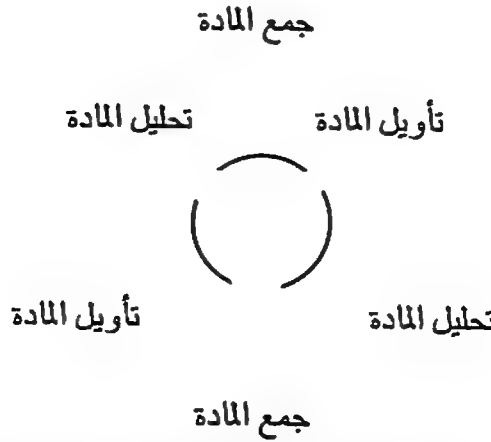 جمع المادة
تأويل المادة
تحليل المادة
تحليل المادة
تأويل المادة
جمع المادة